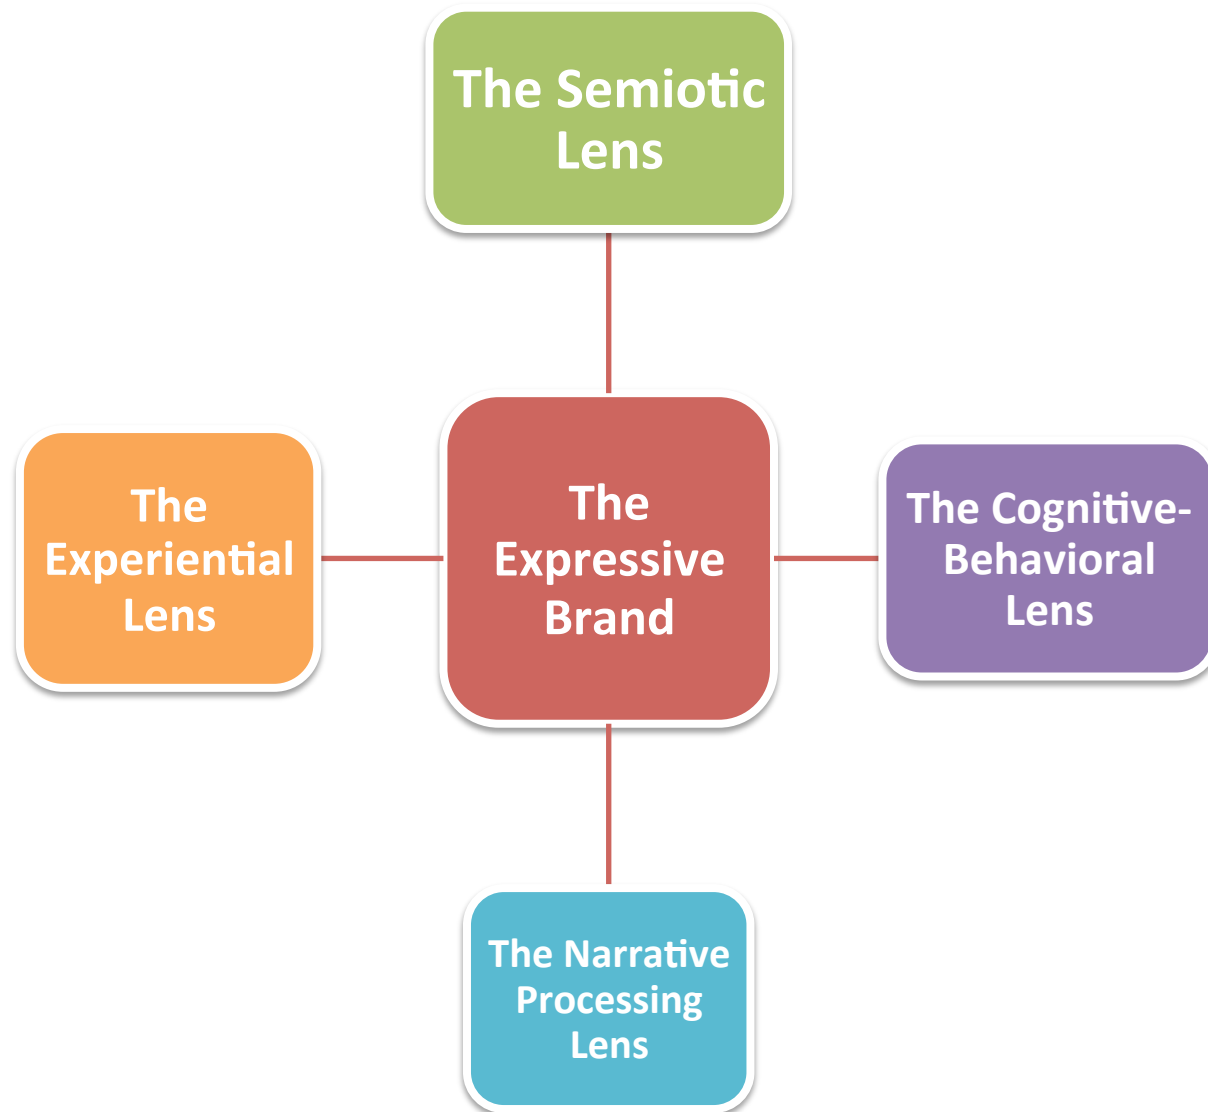 The Semiotic
Lens
The
Experiential
Lens
The
Expressive
Brand
The Cognitive-
Behavioral
Lens
The Narrative
Processing
Lens